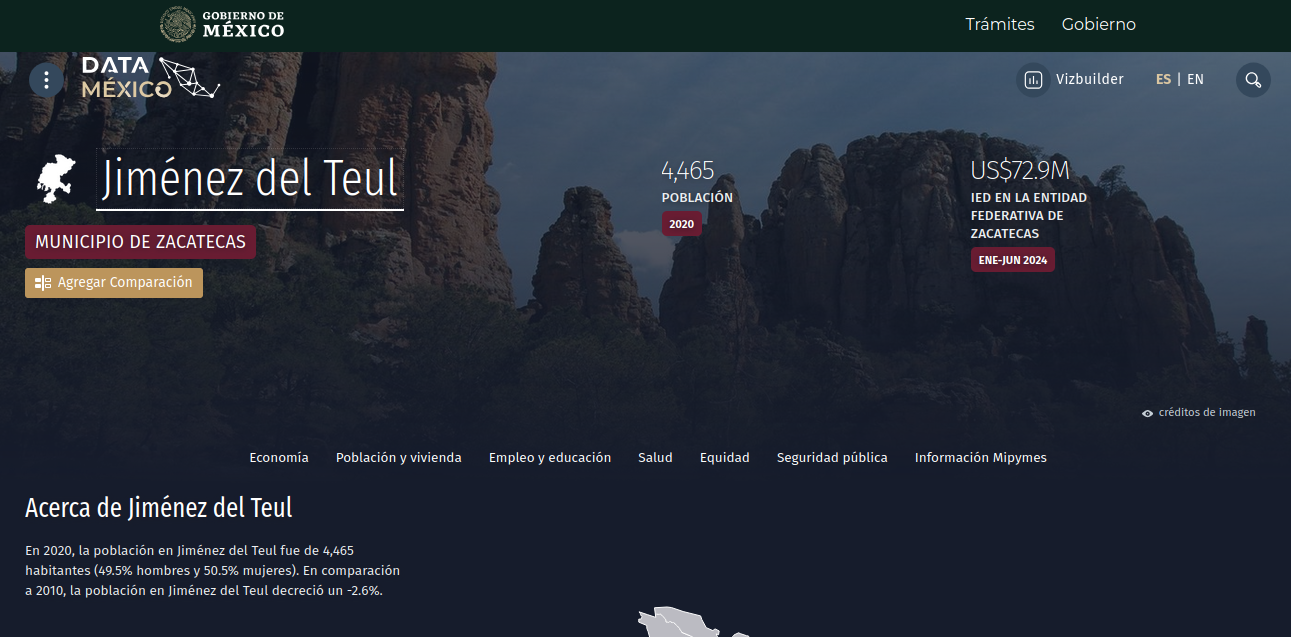 GOBIERNO DE
MÉXICO
Trámites
Gobierno
DATA
MÉXICO
Vizbuilder
ES | EN
Jiménez del Teul
MUNICIPIO DE ZACATECAS
Agregar Comparación
4,465
POBLACIÓN
2020
US$72.9M
IED EN LA ENTIDAD
FEDERATIVA DE
ZACATECAS
ENE-JUN 2024
créditos de imagen
Economía
Población y vivienda
Empleo y educación
Salud
Equidad
Seguridad pública
Información Mipymes
Acerca de Jiménez del Teul
En 2020, la población en Jiménez del Teul fue de 4,465
habitantes (49.5% hombres y 50.5% mujeres). En comparación
a 2010, la población en Jiménez del Teul decreció un -2.6%.